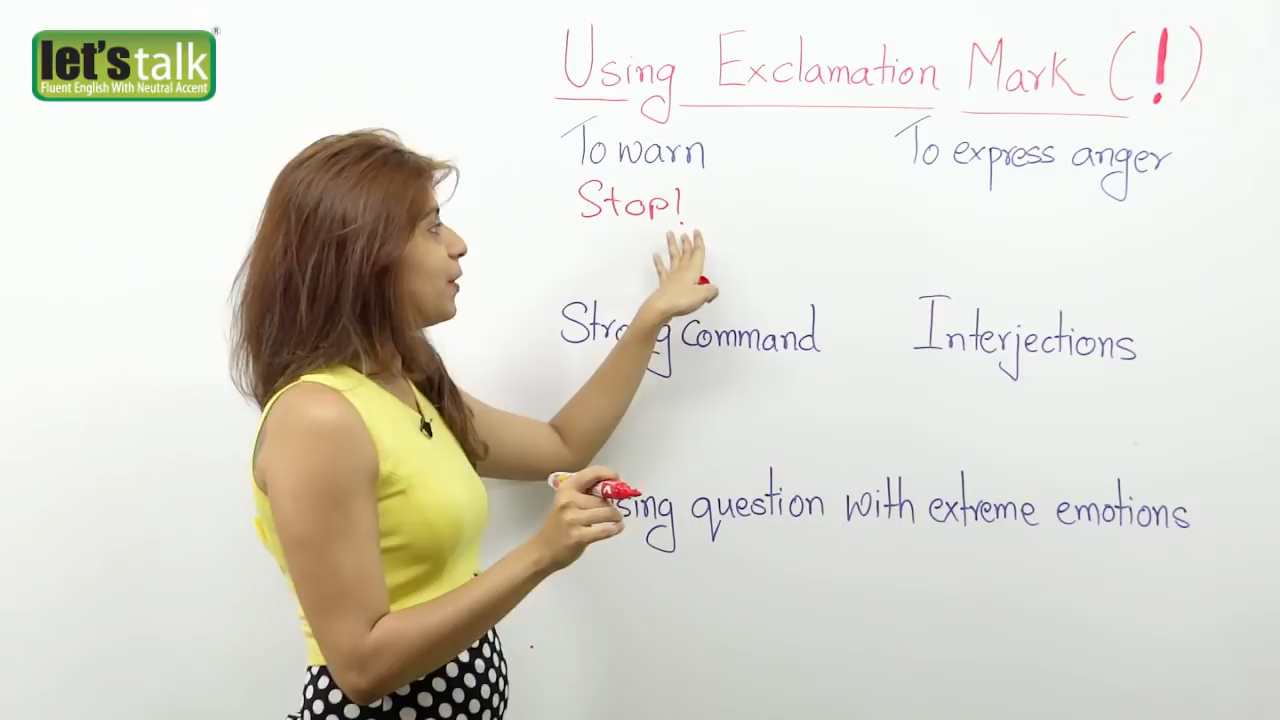 let's talk®
Fluent English With Neutral Accent
Using Exclamation Mark (!)
To warn
To express anger
Stop!
Strong command
Interjections
question with extreme emotions